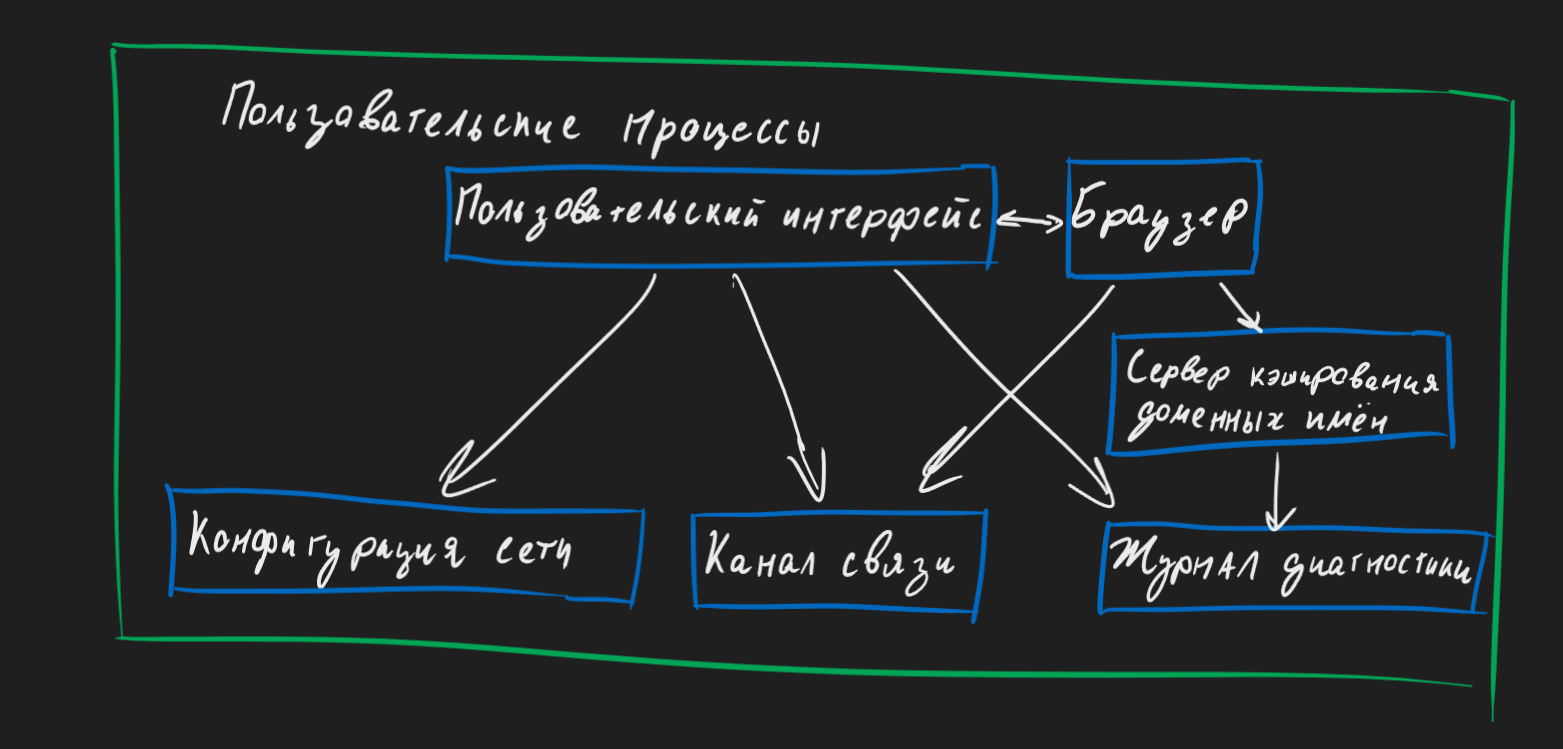 Пользовательские процессы
Пользовательский интерфейс
Браузер
Сервер кэширования
доменных имён
Конфигурация сети
Канал связи
Журнал диагностики